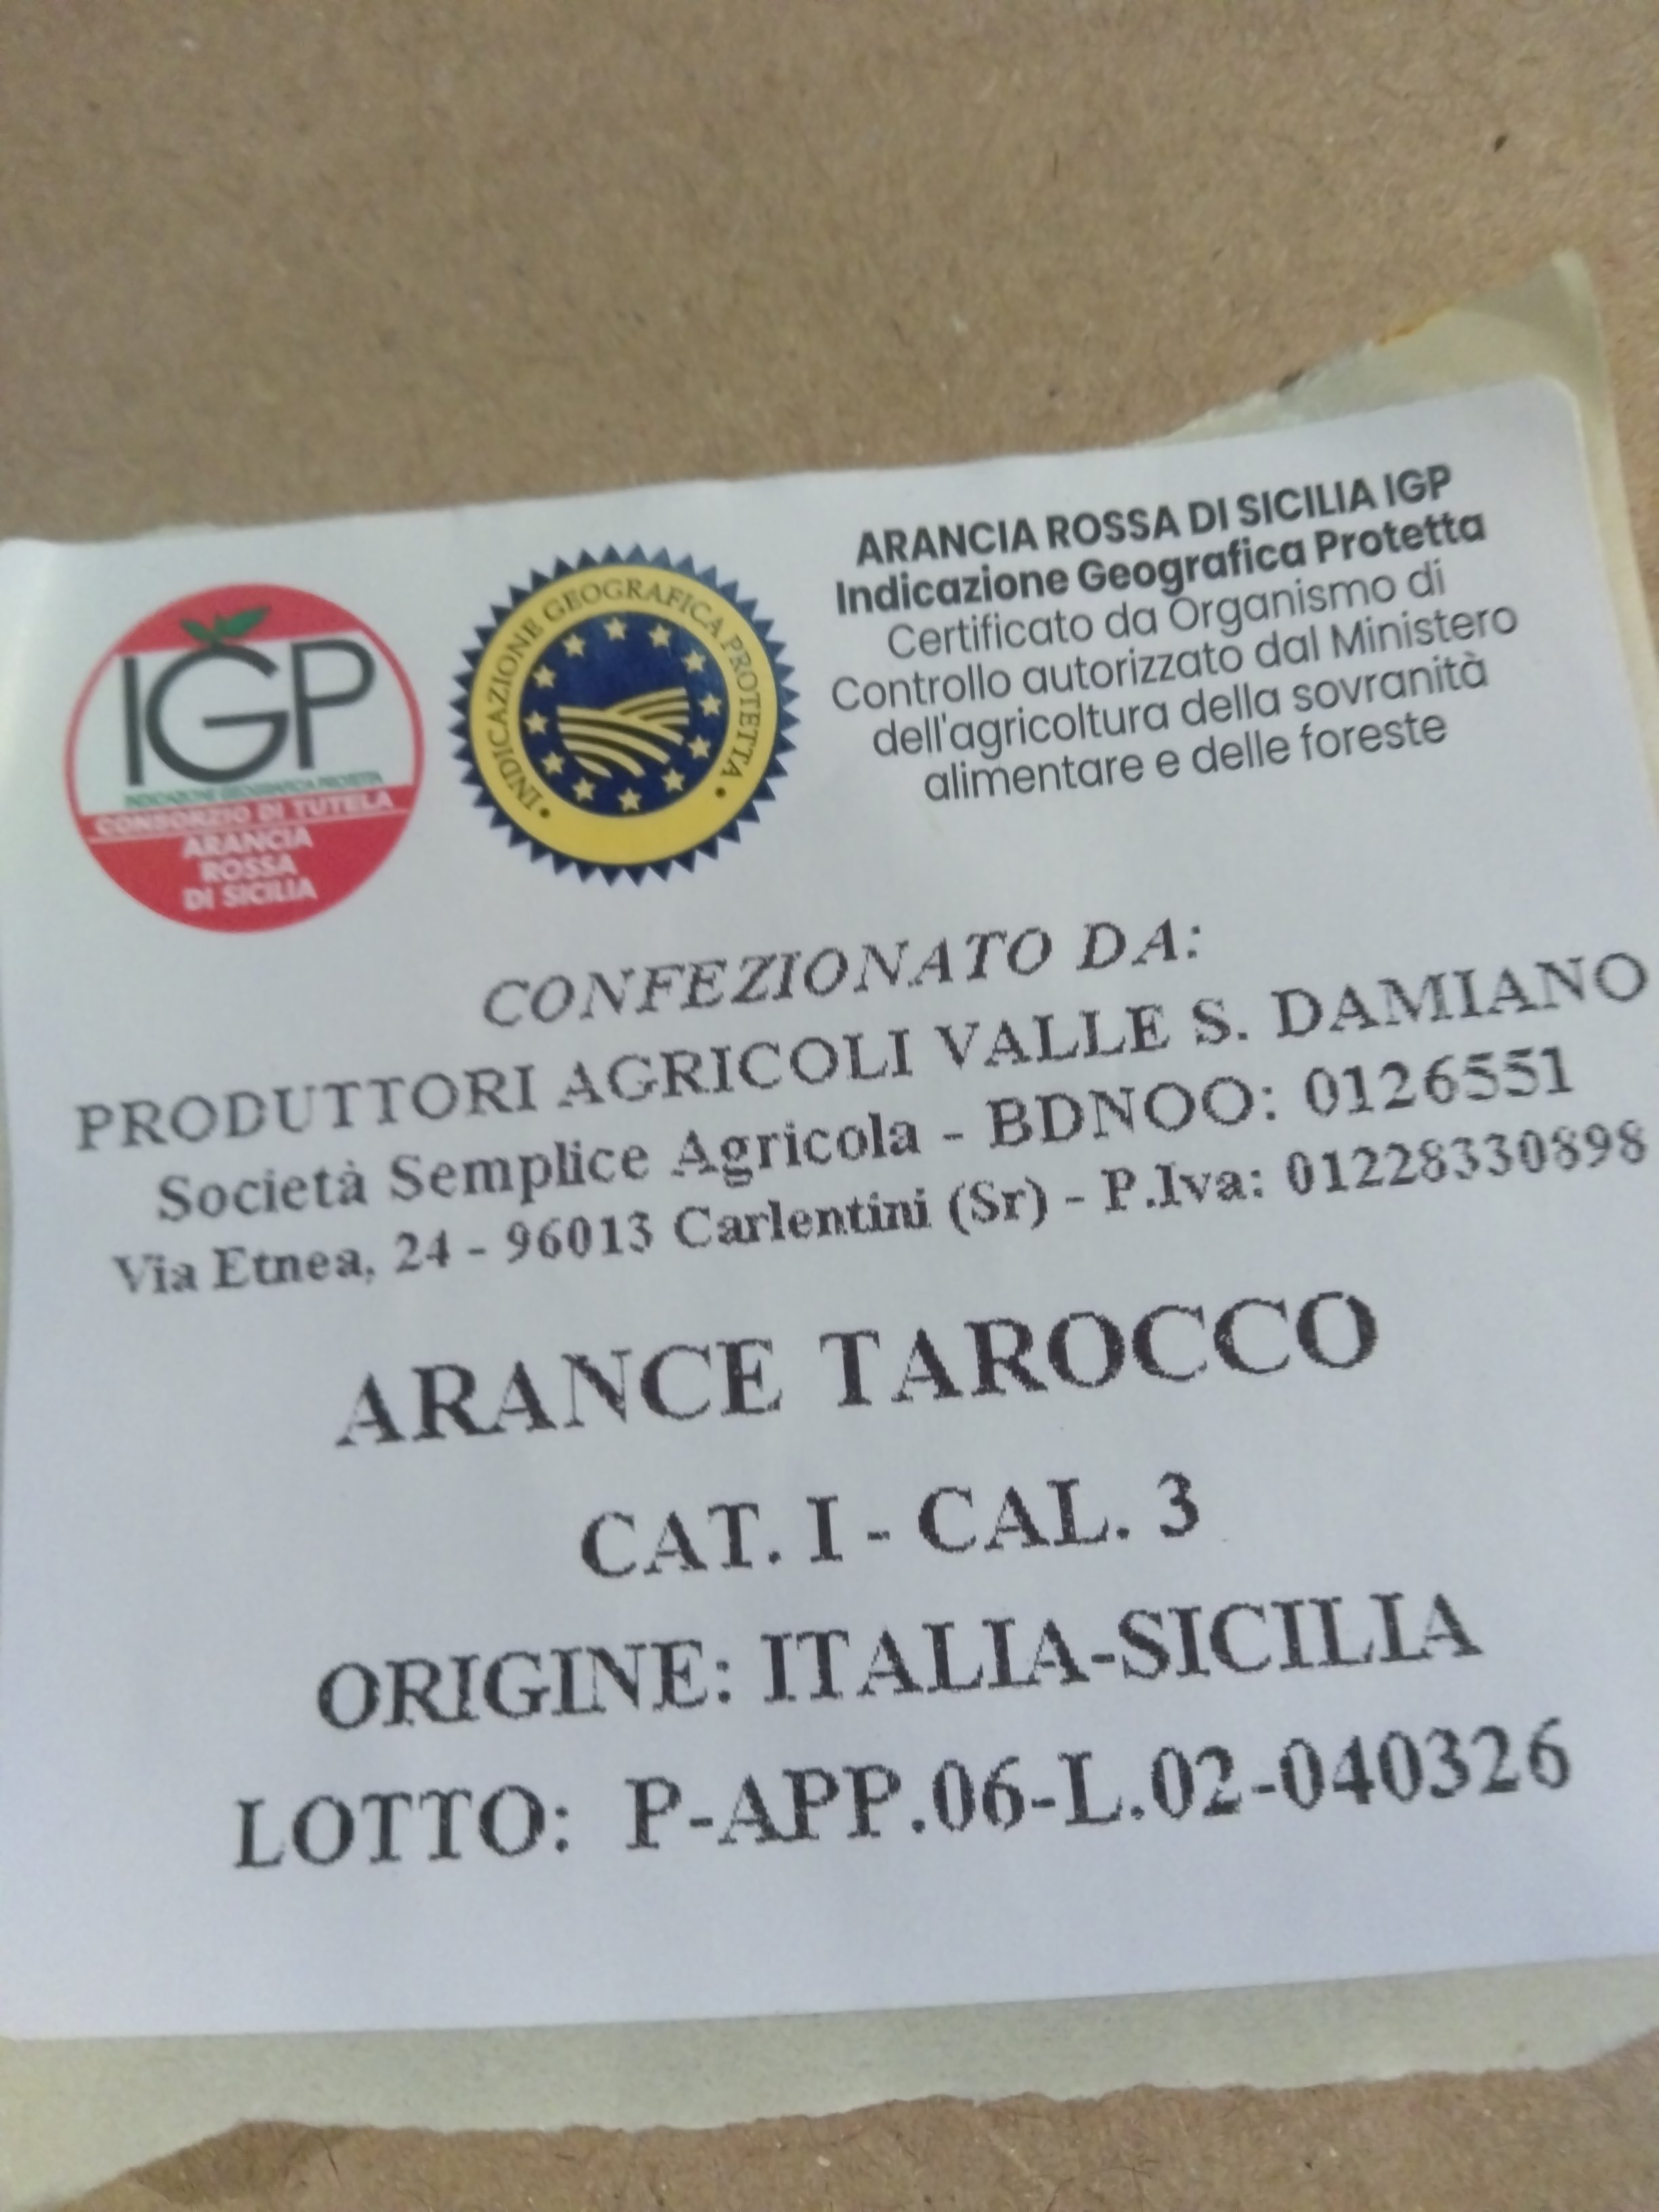 IGP
INDICAZIONE GEOGRAFICA PROTETTA
CONSORZIO DI TUTELA
ARANCIA
ROSSA
DI SICILIA
• INDICAZIONE GEOGRAFICA PROTETTA •
ARANCIA ROSSA DI SICILIA IGP
Indicazione Geografica Protetta
Certificato da Organismo di
Controllo autorizzato dal Ministero
dell'agricoltura della sovranità
alimentare e delle foreste
CONFEZIONATO DA:
PRODUTTORI AGRICOLI VALLE S. DAMIANO
Società Semplice Agricola - BDNOO: 0126551
Via Etnea, 24 - 96013 Carlentini (Sr) - P.Iva: 01228330898
ARANCE TAROCCO
CAT. I - CAL. 3
ORIGINE: ITALIA-SICILIA
LOTTO: P-APP.06-L.02-040326